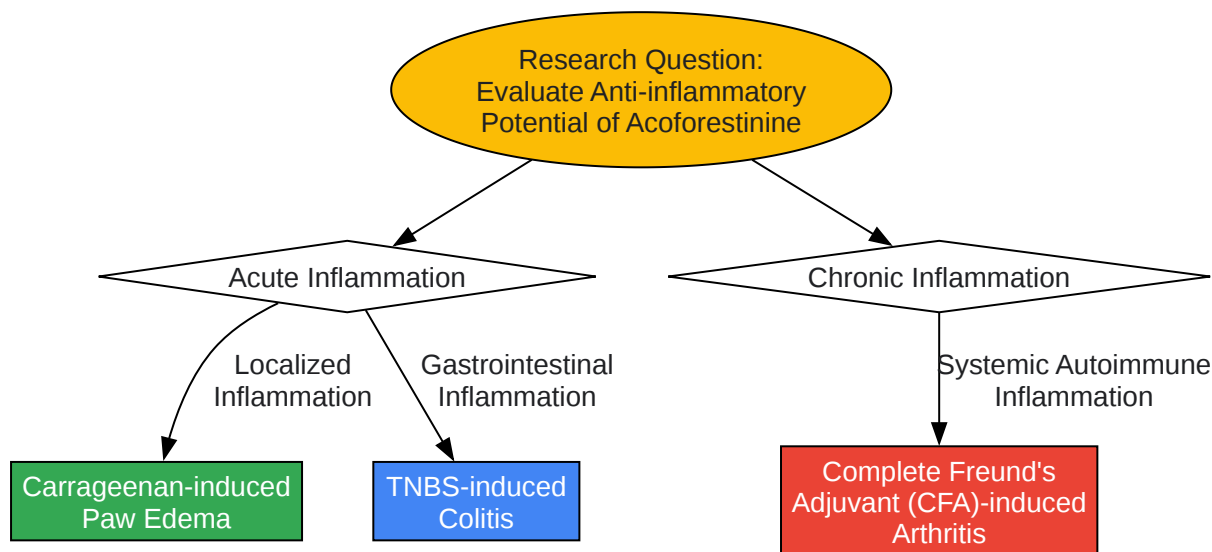 Research Question:
Evaluate Anti-inflammatory
Potential of Acoforestinine
Acute Inflammation
Chronic Inflammation
Localized
Inflammation
Gastrointestinal
Inflammation
Systemic Autoimmune
Inflammation
Carrageenan-induced
Paw Edema
TNBS-induced
Colitis
Complete Freund's
Adjuvant (CFA)-induced
Arthritis